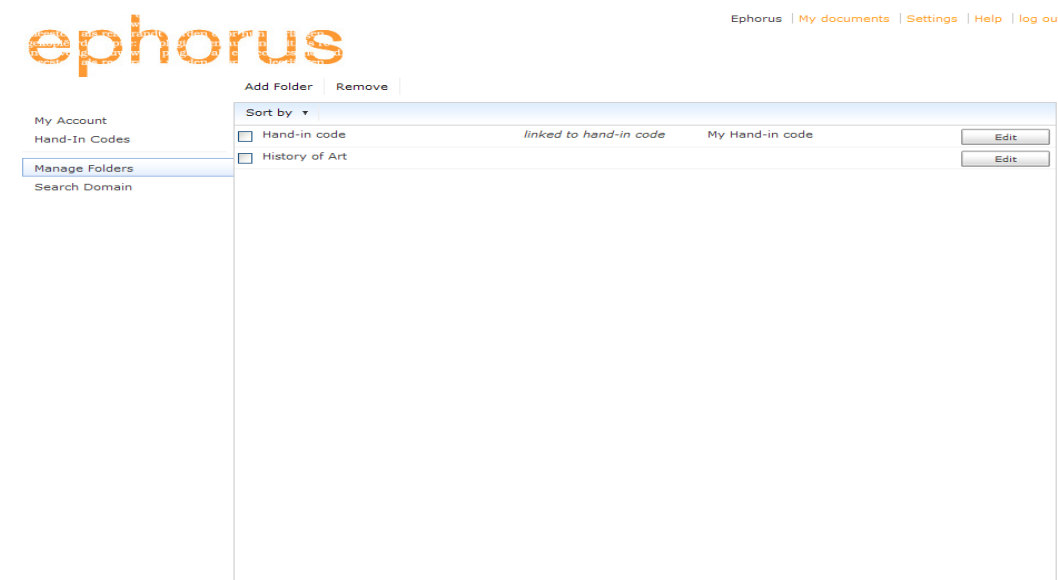 Ephorus | My documents | Settings | Help | log ou
ephorus
Add Folder Remove
Sort by
My Account
Hand-In Codes
Manage Folders
Search Domain
Hand-in code linked to hand-in code My Hand-in code Edit
History of Art Edit